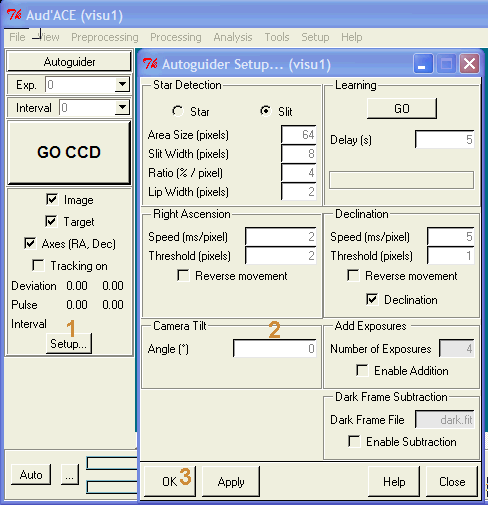 Aud'ACE (visu1)
File View Preprocessing Processing Analysis Tools Setup Help
Autoguider
Exp. 0
Interval 0
GO CCD
Image
Target
Axes (RA, Dec)
Tracking on
Deviation 0.00 0.00
Pulse 0.00 0.00
Interval
1
Setup...
Auto ...
Autoguider Setup... (visu1)
Star Detection
Star Slit
Area Size (pixels) 64
Slit Width (pixels) 8
Ratio (% / pixel) 4
Lip Width (pixels) 2
Learning
GO
Delay (s) 5
Right Ascension
Speed (ms/pixel) 2
Threshold (pixels) 2
Reverse movement
Declination
Speed (ms/pixel) 5
Threshold (pixels) 1
Reverse movement
Declination
Camera Tilt 2
Angle (°) 0
Add Exposures
Number of Exposures 4
Enable Addition
Dark Frame Subtraction
Dark Frame File dark.fit
Enable Subtraction
OK 3 Apply Help Close